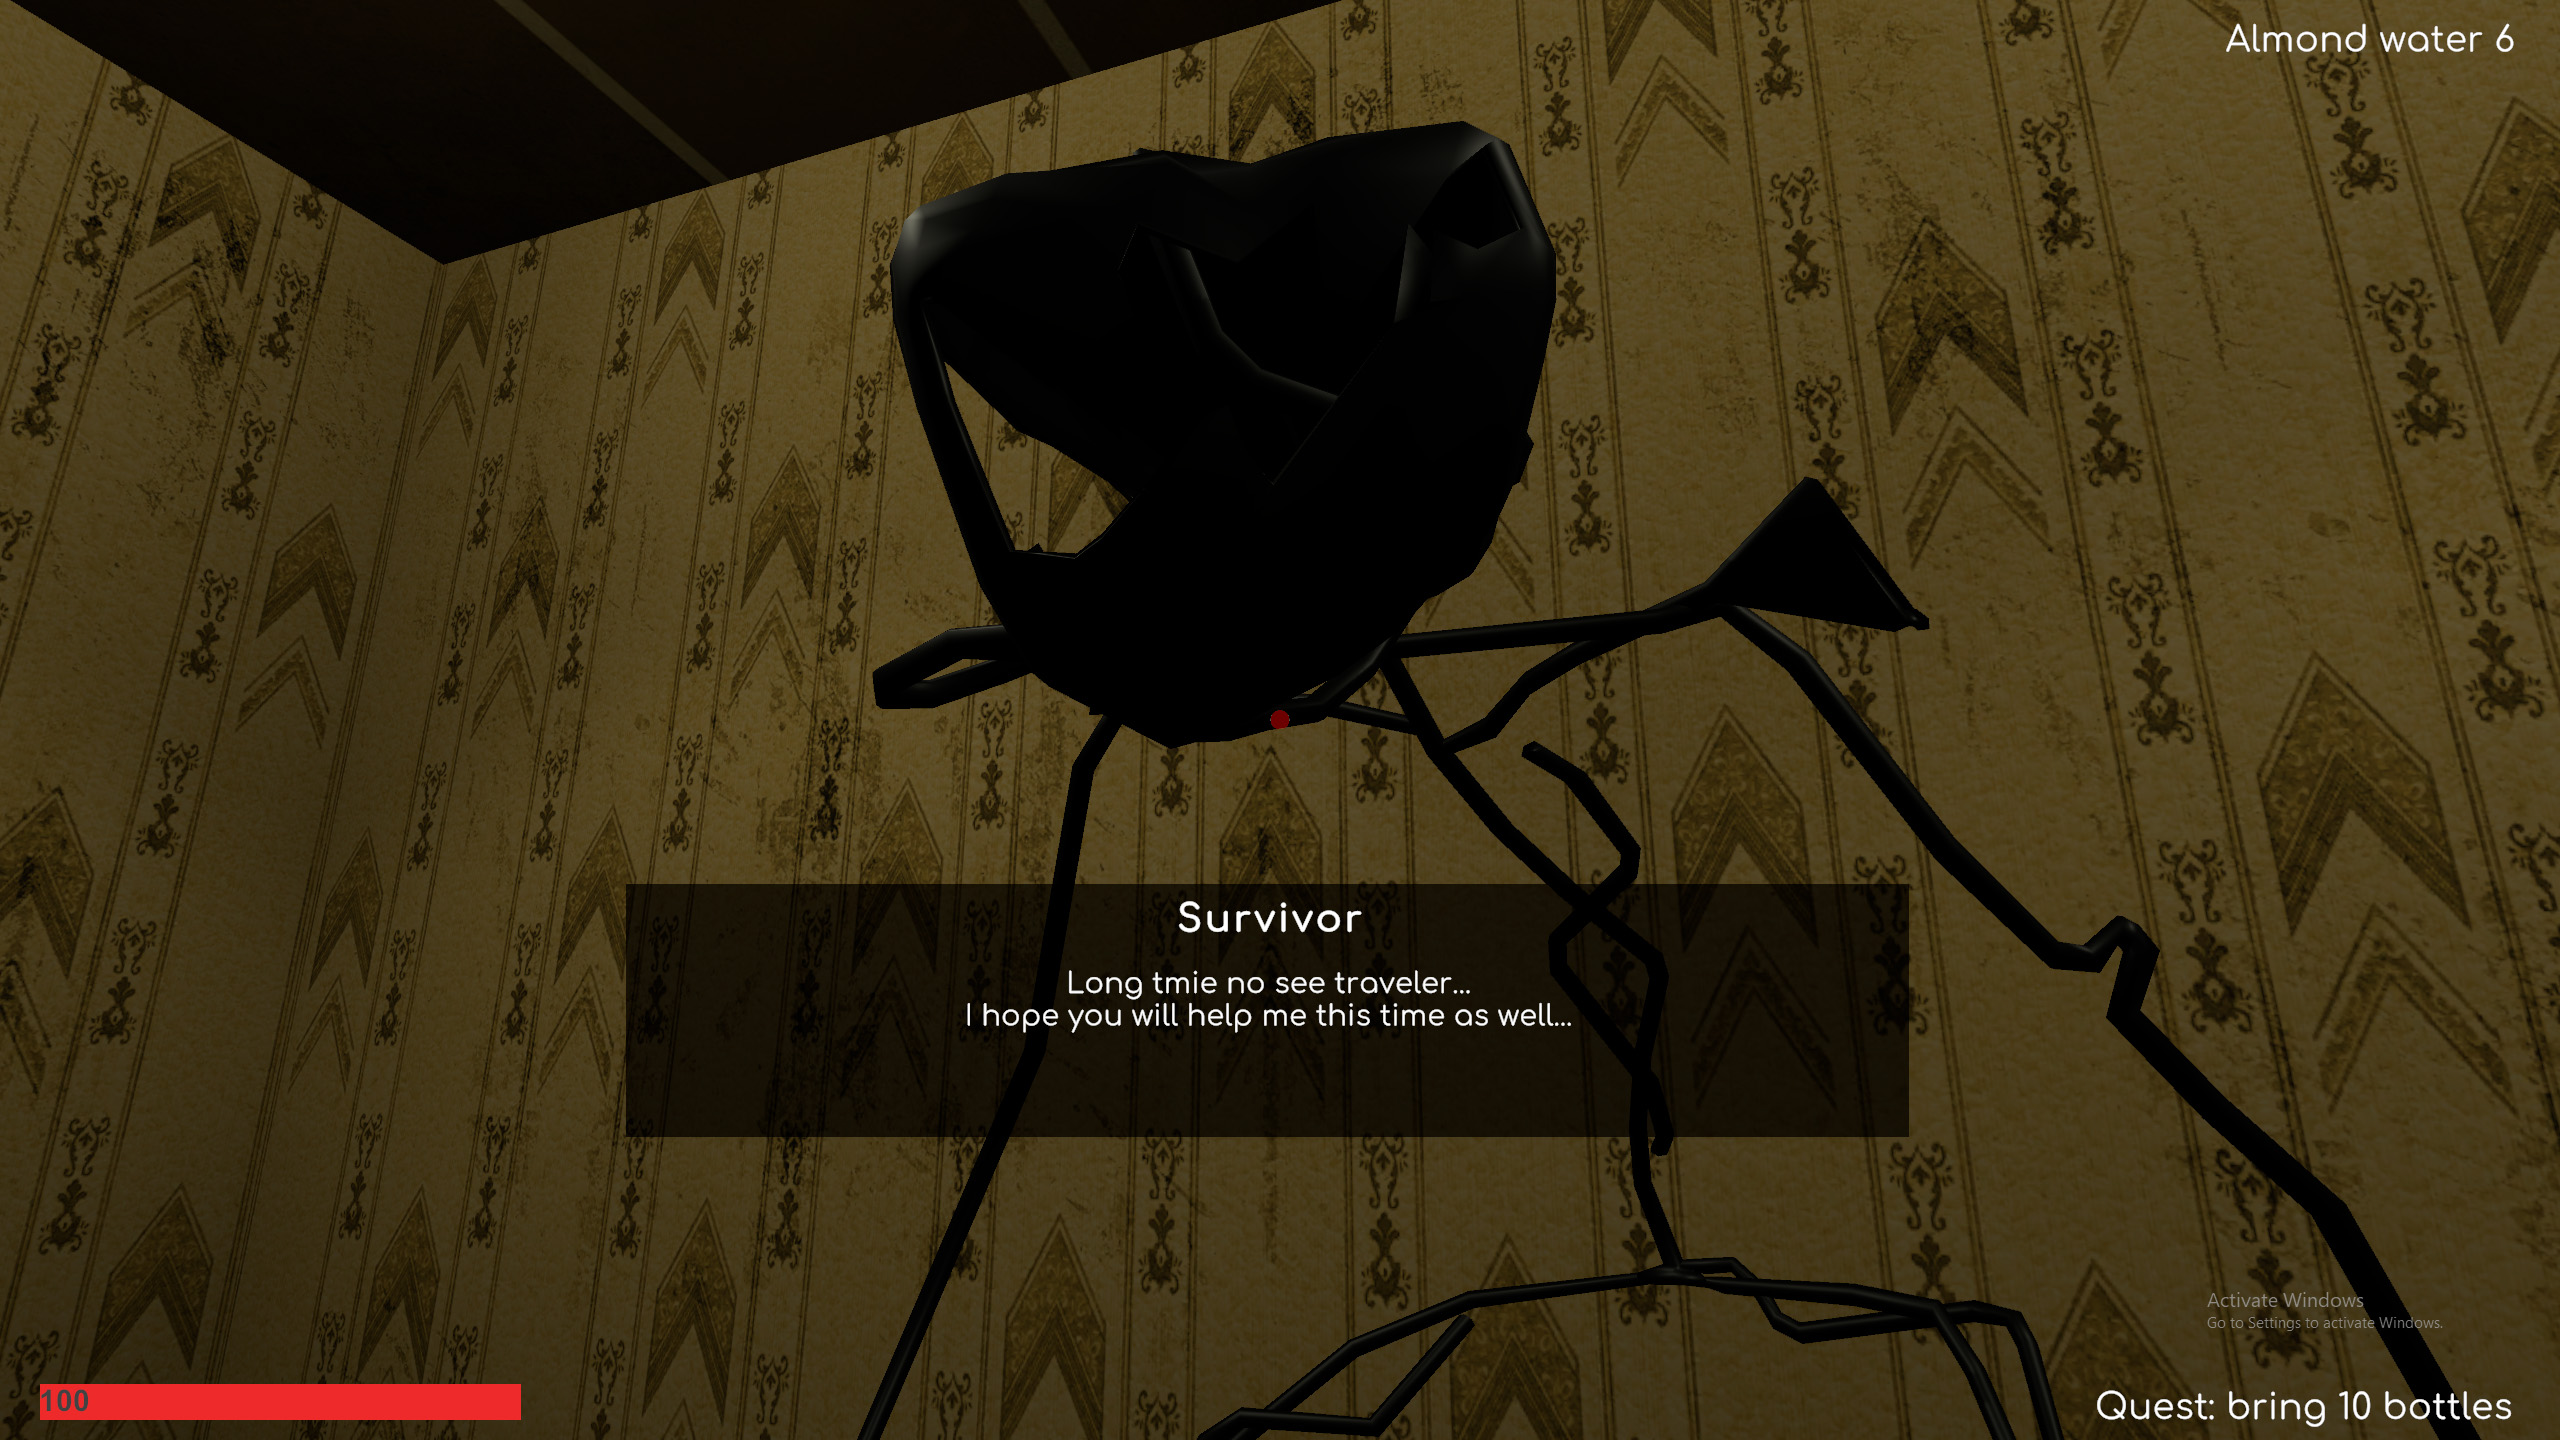 Almond water 6
Survivor
Long tmie no see traveler...
I hope you will help me this time as well...
Activate Windows
Go to Settings to activate Windows.
100
Quest: bring 10 bottles